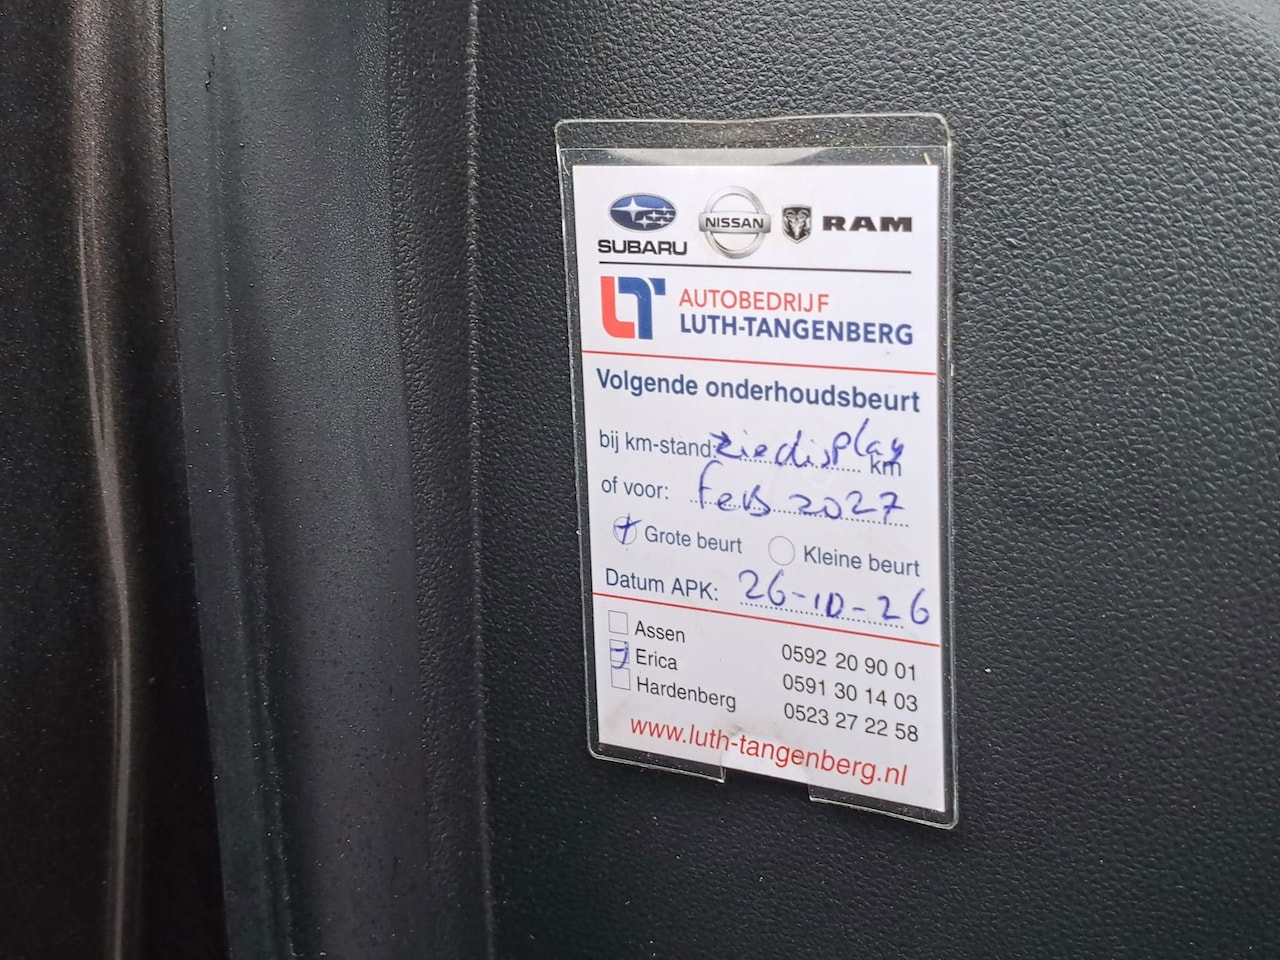 SUBARU NISSAN RAM
LT AUTOBEDRIJF
LUTH-TANGENBERG
Volgende onderhoudsbeurt
bij km-stand: zie display km
of voor: feb 2027
Grote beurt Kleine beurt
Datum APK: 26-10-26
Assen 0592 20 90 01
Erica 0591 30 14 03
Hardenberg 0523 27 22 58
www.luth-tangenberg.nl